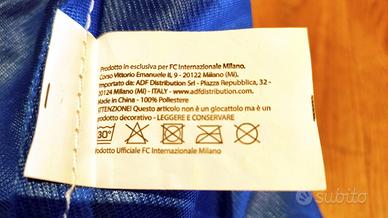 Prodotto in esclusiva per FC Internazionale Milano.
Corso Vittorio Emanuele II, 9 - 20122 Milano (Mi).
Importato da: ADF Distribution Srl - Piazza Repubblica, 32 -
20124 Milano (Mi) - ITALY - www.adfdistribution.com
Made in China - 100% Poliestere
ATTENZIONE! Questo articolo non è un giocattolo ma è un
prodotto decorativo - LEGGERE E CONSERVARE
30°
Prodotto Ufficiale FC Internazionale Milano
subito